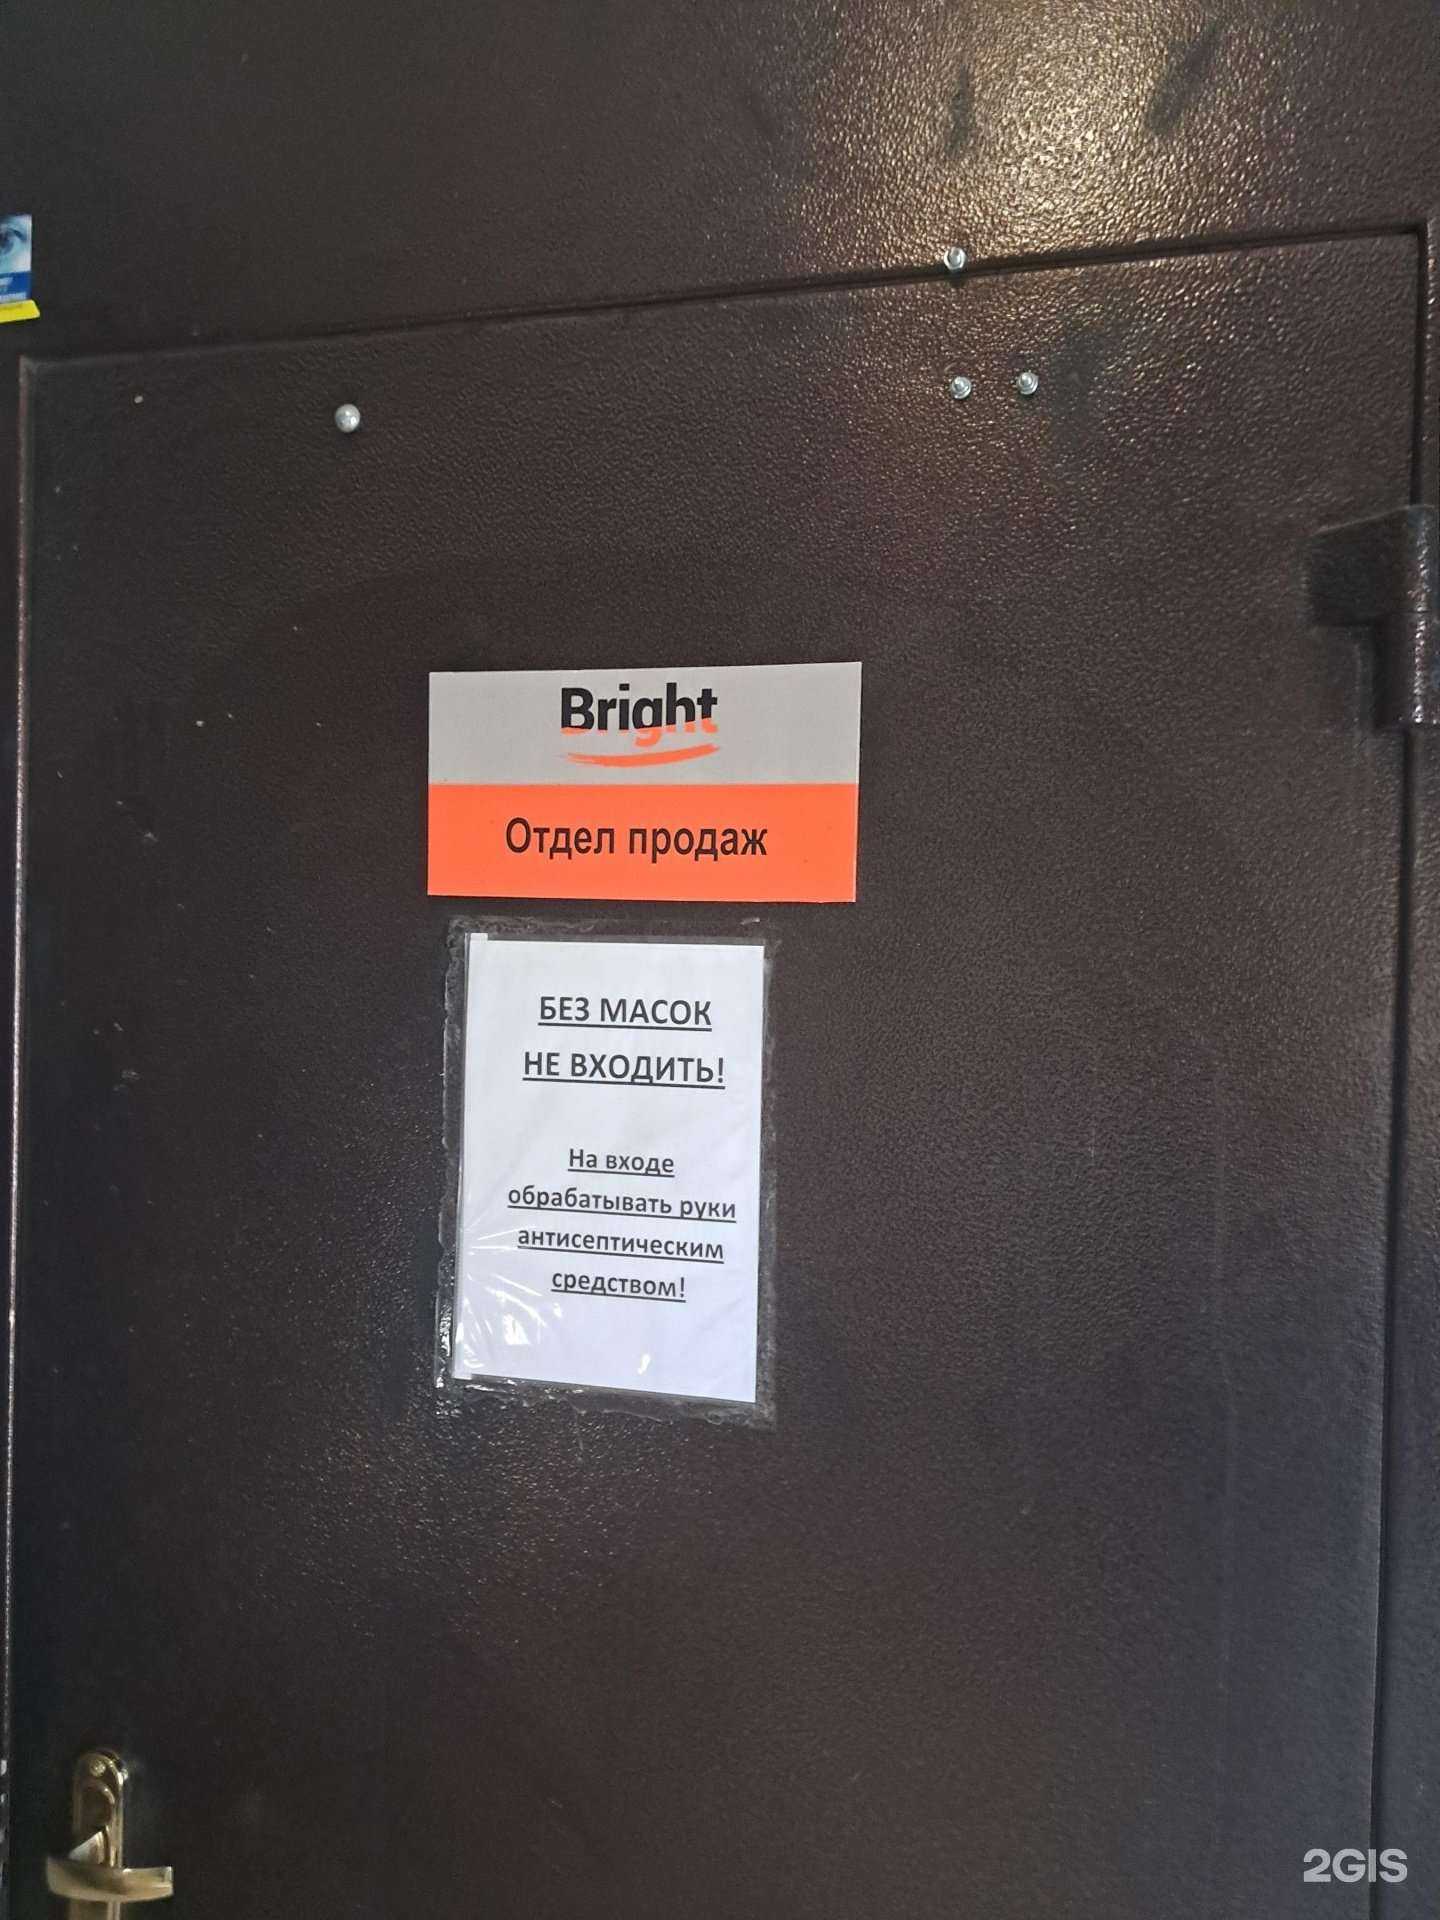 Bright
Отдел продаж
БЕЗ МАСОК
НЕ ВХОДИТЬ!
На входе
обрабатывать руки
антисептическим
средством!
2GIS